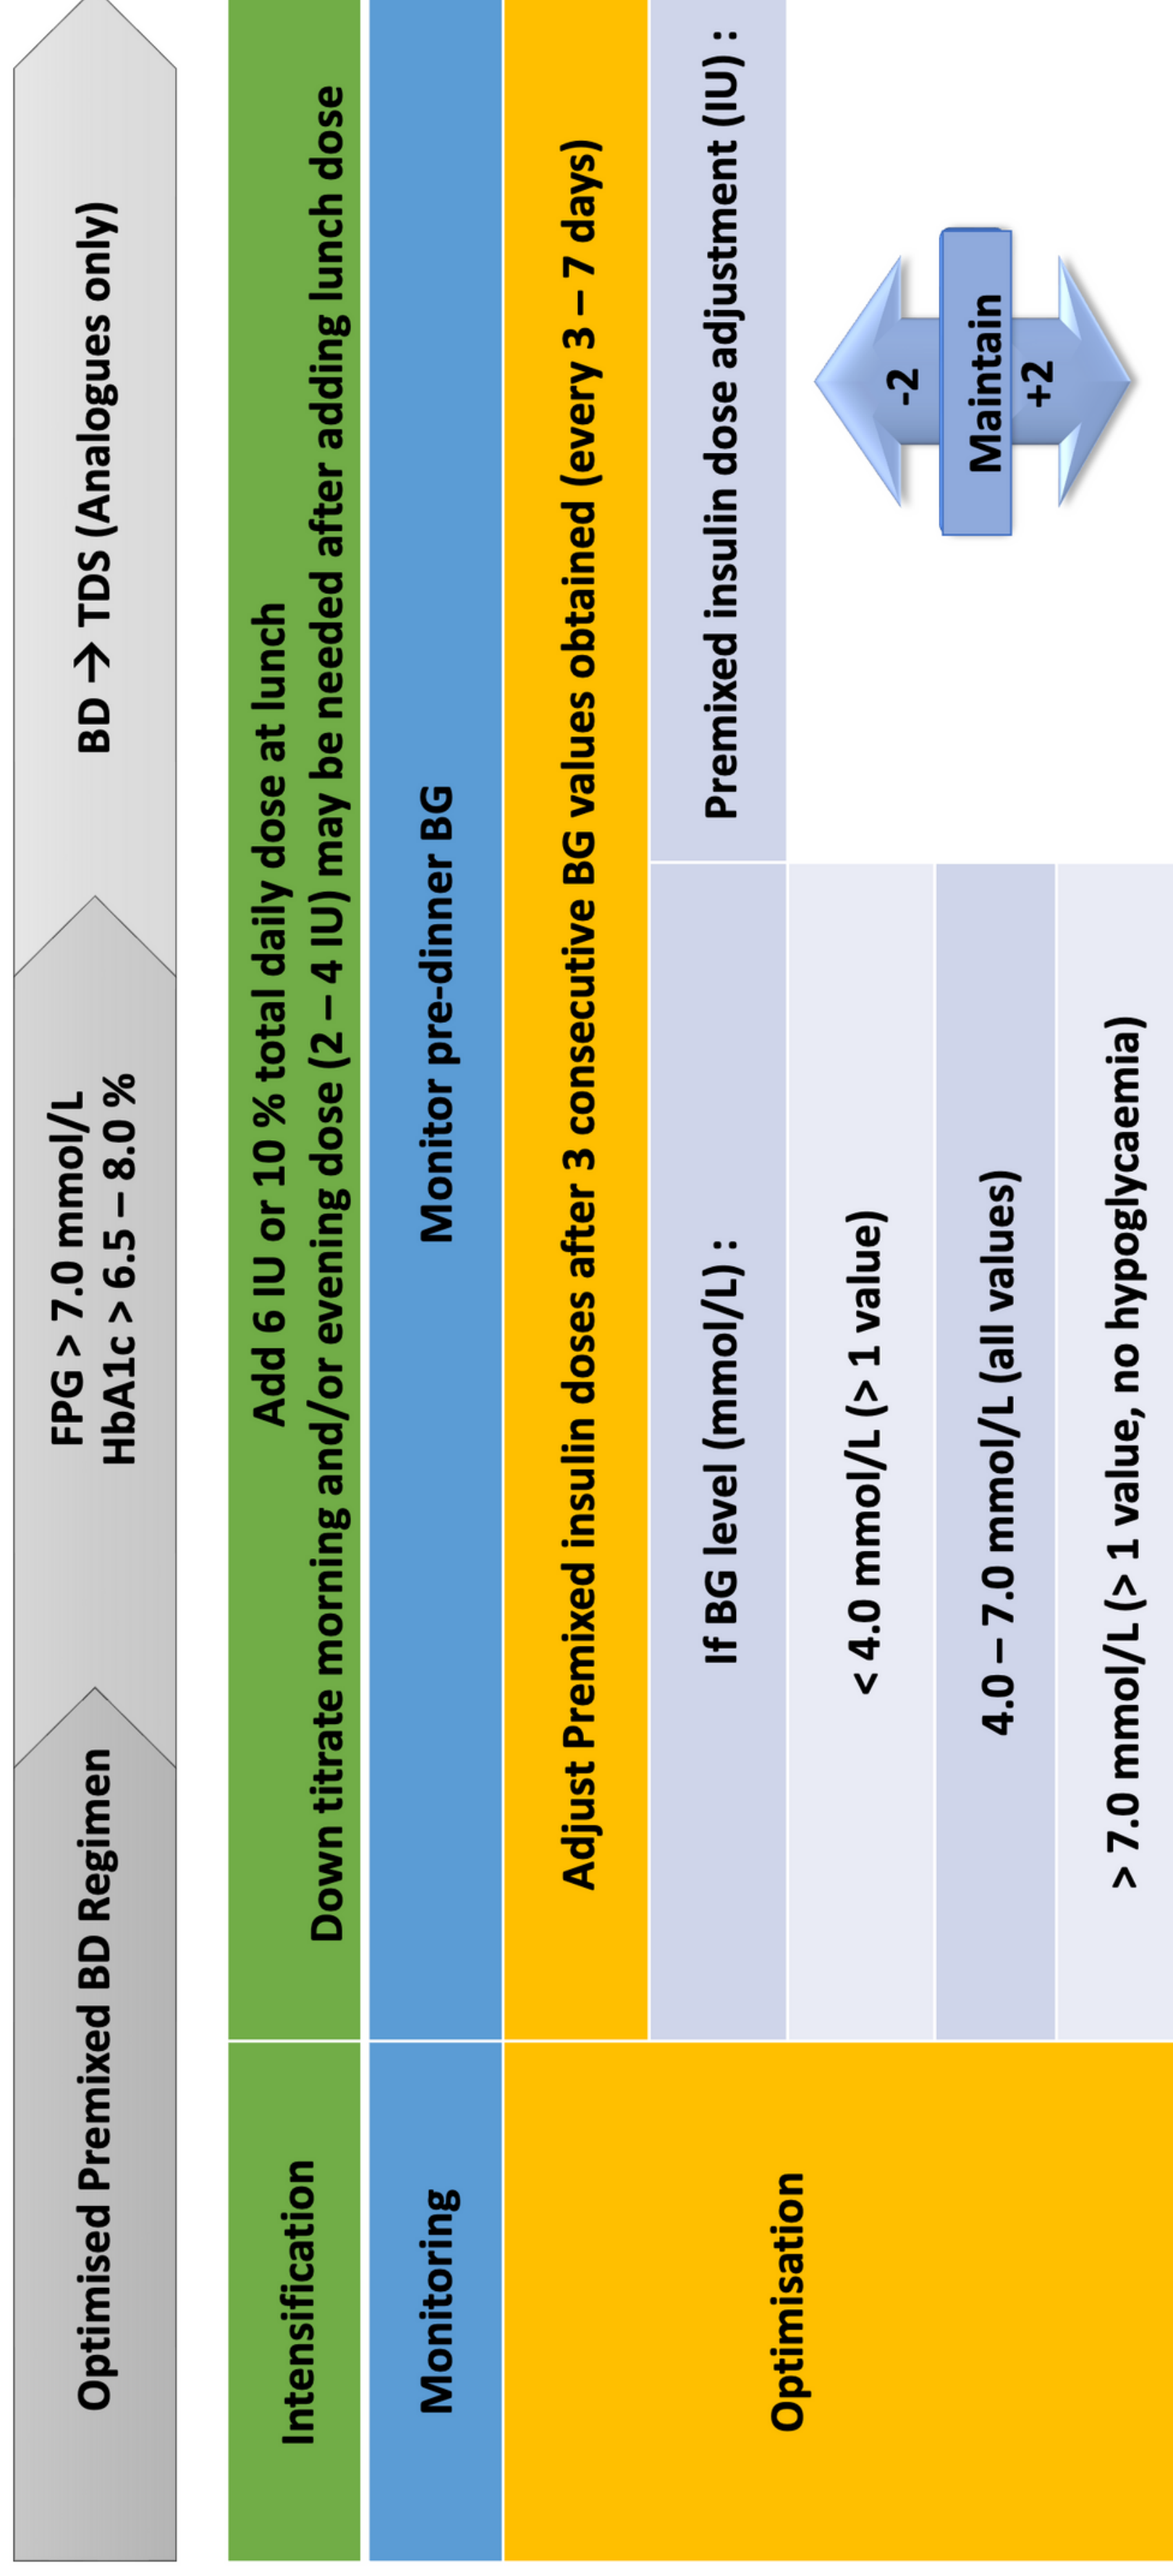 Optimised Premixed BD Regimen
FPG > 7.0 mmol/L
HbA1c > 6.5 – 8.0 %
BD → TDS (Analogues only)
Intensification
Add 6 IU or 10 % total daily dose at lunch
Down titrate morning and/or evening dose (2 – 4 IU) may be needed after adding lunch dose
Monitoring
Monitor pre-dinner BG
Optimisation
Adjust Premixed insulin doses after 3 consecutive BG values obtained (every 3 – 7 days)
If BG level (mmol/L) :
Premixed insulin dose adjustment (IU) :
< 4.0 mmol/L (> 1 value)
-2
4.0 – 7.0 mmol/L (all values)
Maintain
> 7.0 mmol/L (> 1 value, no hypoglycaemia)
+2